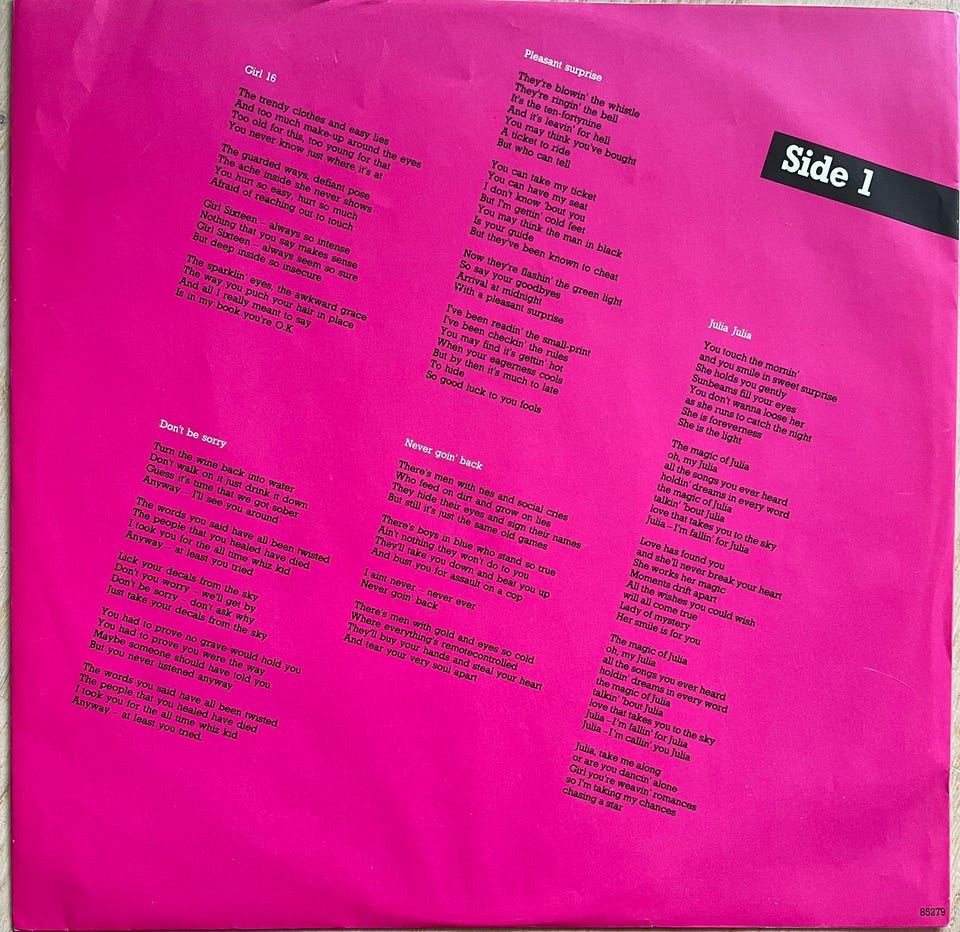 Side 1
Girl 16
The trendy clothes and easy lies
And too much make-up around the eyes
Too old for this, too young for that
You never know just where it's at
The guarded ways, defiant pose
The ache inside she never shows
You hurt so easy, hurt so much
Afraid of reaching out to touch
Girl Sixteen – always so intense
Nothing that you say makes sense
Girl Sixteen – always seem so sure
But deep inside so insecure
The sparklin' eyes, the awkward grace
The way you puch your hair in place
And all I really meant to say
Is in my book you're O.K.
Don't be sorry
Turn the wine back into water
Don't walk on it just drink it down
Guess it's time that we got sober
Anyway – I'll see you around
The words you said have all been twisted
The people that you healed have died
I took you for the all time whiz kid
Anyway – at least you tried
Lick your decals from the sky
Don't you worry – we'll get by
Don't be sorry – don't ask why
Just take your decals from the sky
You had to prove no grave would hold you
You had to prove you were the way
Maybe someone should have told you
But you never listened anyway
The words you said have all been twisted
The people that you healed have died
I took you for the all time whiz kid
Anyway – at least you tried.
Pleasant surprise
They're blowin' the whistle
They're ringin' the bell
It's the ten-fortynine
And it's leavin' for hell
You may think you've bought
A ticket to ride
But who can tell
You can take my ticket
You can have my seat
I don't know 'bout you
But I'm gettin' cold feet
You may think the man in black
Is your guide
But they've been known to cheat
Now they're flashin' the green light
So say your goodbyes
Arrival at midnight
With a pleasant surprise
I've been readin' the small-print
I've been checkin' the rules
You may find it's gettin' hot
When your eagerness cools
But by then it's much to late
To hide
So good luck to you fools
Never goin' back
There's men with ties and social cries
Who feed on dirt and grow on lies
They hide their eyes and sign their names
But still it's just the same old games
There's boys in blue who stand so true
Ain't nothing they won't do to you
They'll take you down and beat you up
And bust you for assault on a cop
I aint never – never ever
Never goin' back
There's men with gold and eyes so cold
Where everything's remotecontrolled
They'll buy your hands and steal your heart
And tear your very soul apart
Julia Julia
You touch the mornin'
and you smile in sweet surprise
She holds you gently
Sunbeams fill your eyes
You don't wanna loose her
as she runs to catch the night
She is foreverness
She is the light
The magic of Julia
oh, my Julia
all the songs you ever heard
holdin' dreams in every word
the magic of Julia
talkin' 'bout Julia
love that takes you to the sky
Julia – I'm fallin' for Julia
Love has found you
and she'll never break your heart
She works her magic
Moments drift apart
All the wishes you could wish
will all come true
Lady of mystery
Her smile is for you
The magic of Julia
oh, my Julia
all the songs you ever heard
holdin' dreams in every word
the magic of Julia
talkin' 'bout Julia
love that takes you to the sky
Julia – I'm fallin' for Julia
Julia – I'm callin' you Julia
Julia, take me along
or are you dancin' alone
Girl you're weavin' romances
so I'm taking my chances
chasing a star
85279